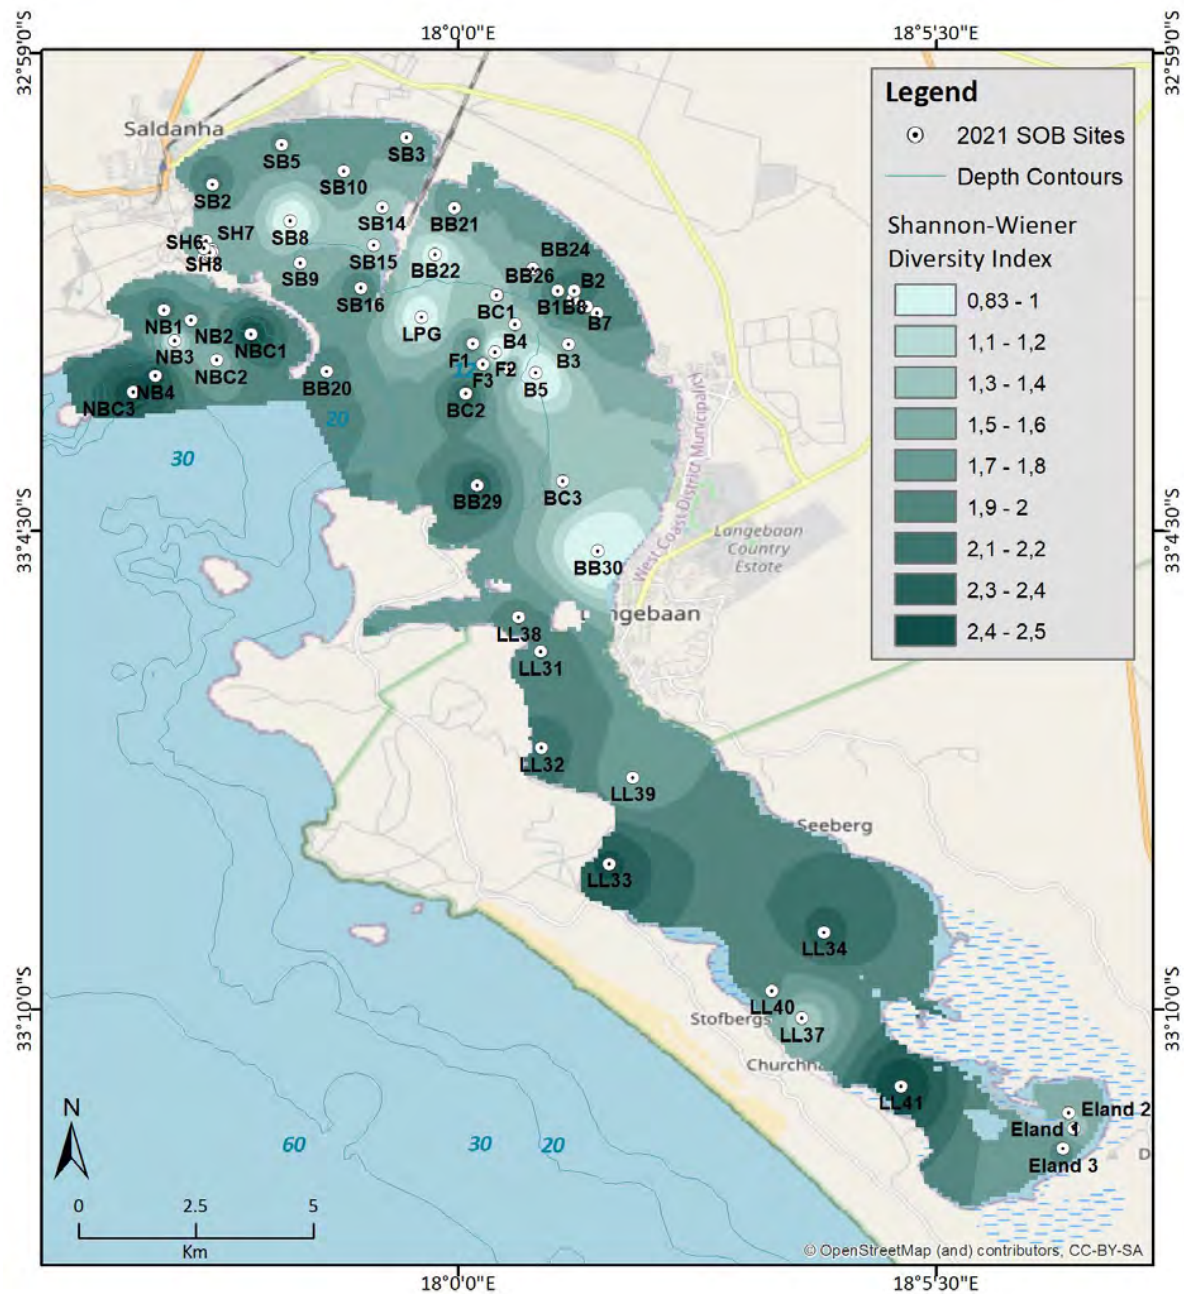 18°0'0"E
18°5'30"E
32°59'0"S
32°59'0"S
Legend
2021 SOB Sites
Depth Contours
Shannon-Wiener
Diversity Index
0,83 - 1
1,1 - 1,2
1,3 - 1,4
1,5 - 1,6
1,7 - 1,8
1,9 - 2
2,1 - 2,2
2,3 - 2,4
2,4 - 2,5
Saldanha
SB3
SB5
SB10
SB2
SB14
BB21
SB8
SH7
SH6
SH8
SB15
BB22
BB24
SB9
BB26
B2
SB16
BC1
B1
B8
B7
NB1
NB2
LPG
B4
NBC1
NB3
F1
F2
B3
NBC2
F3
12
B5
NB4
BB20
BC2
NBC3
20
30
BB29
BC3
West Coast District Municipality
33°4'30"S
33°4'30"S
Langebaan
Country
Estate
BB30
ngebaan
LL38
LL31
LL32
LL39
Seeberg
LL33
LL34
LL40
33°10'0"S
33°10'0"S
Stofbergs
LL37
Churchha
LL41
Eland 2
Eland 1
Eland 3
D
N
60
30
20
0
2.5
5
Km
© OpenStreetMap (and) contributors, CC-BY-SA
18°0'0"E
18°5'30"E